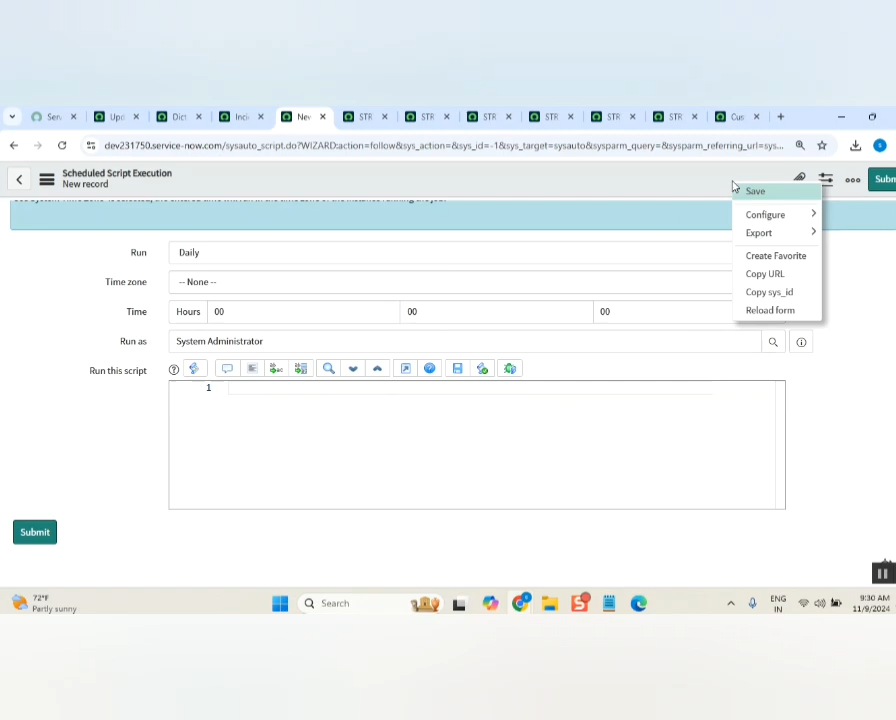 Serv
Upc
Dict
Inci
Nev
STR
STR
STR
STR
STR
STR
Cus
dev231750.service-now.com/sysauto_script.do?WIZARD:action=follow&sys_action=&sys_id=-1&sys_target=sysauto&sysparm_query=&sysparm_referring_url=sys...
Scheduled Script Execution
New record
Subm
Save
Configure
Export
Create Favorite
Copy URL
Copy sys_id
Reload form
Run
Daily
Time zone
-- None --
Time
Hours
00
00
00
Run as
System Administrator
Run this script
1
Submit
72°F
Partly sunny
Search
ENG
IN
9:30 AM
11/9/2024